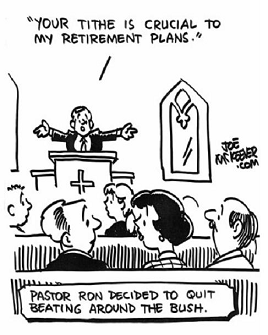 "YOUR TITHE IS CRUCIAL TO
MY RETIREMENT PLANS."
JOE
MCKEEVER
.COM
PASTOR RON DECIDED TO QUIT
BEATING AROUND THE BUSH.